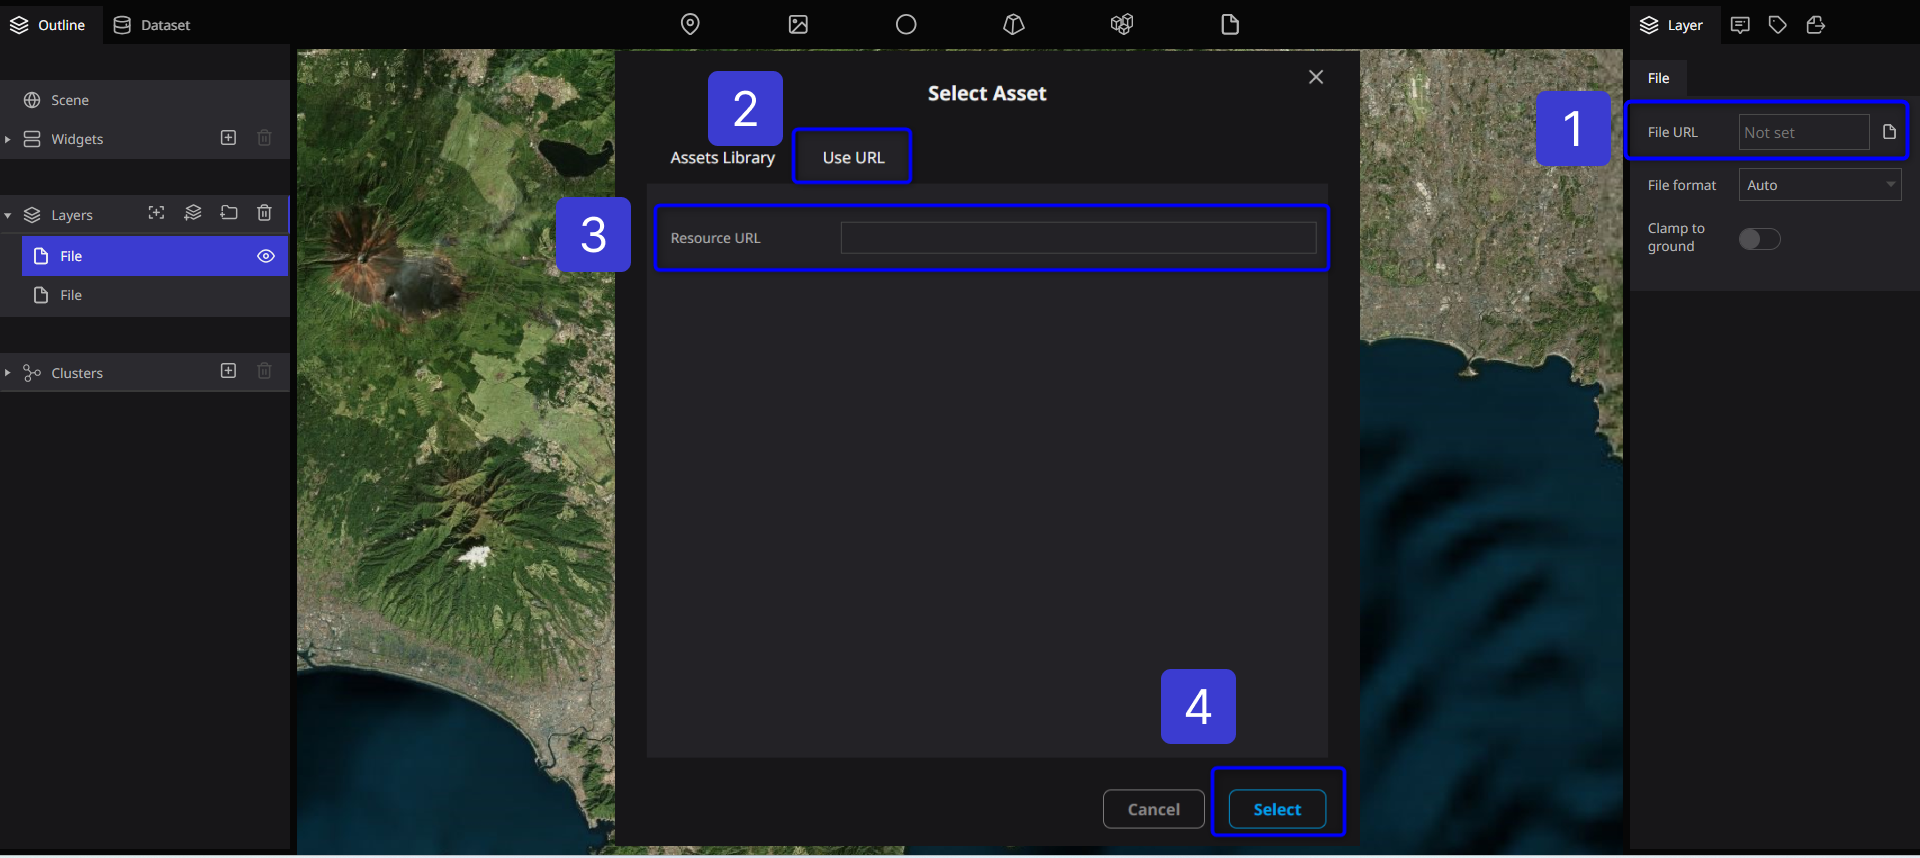 Outline
Dataset
Layer
Scene
Widgets
Layers
File
File
Clusters
Select Asset
2
Assets Library
Use URL
3
Resource URL
4
Cancel
Select
File
1
File URL
Not set
File format
Auto
Clamp to
ground